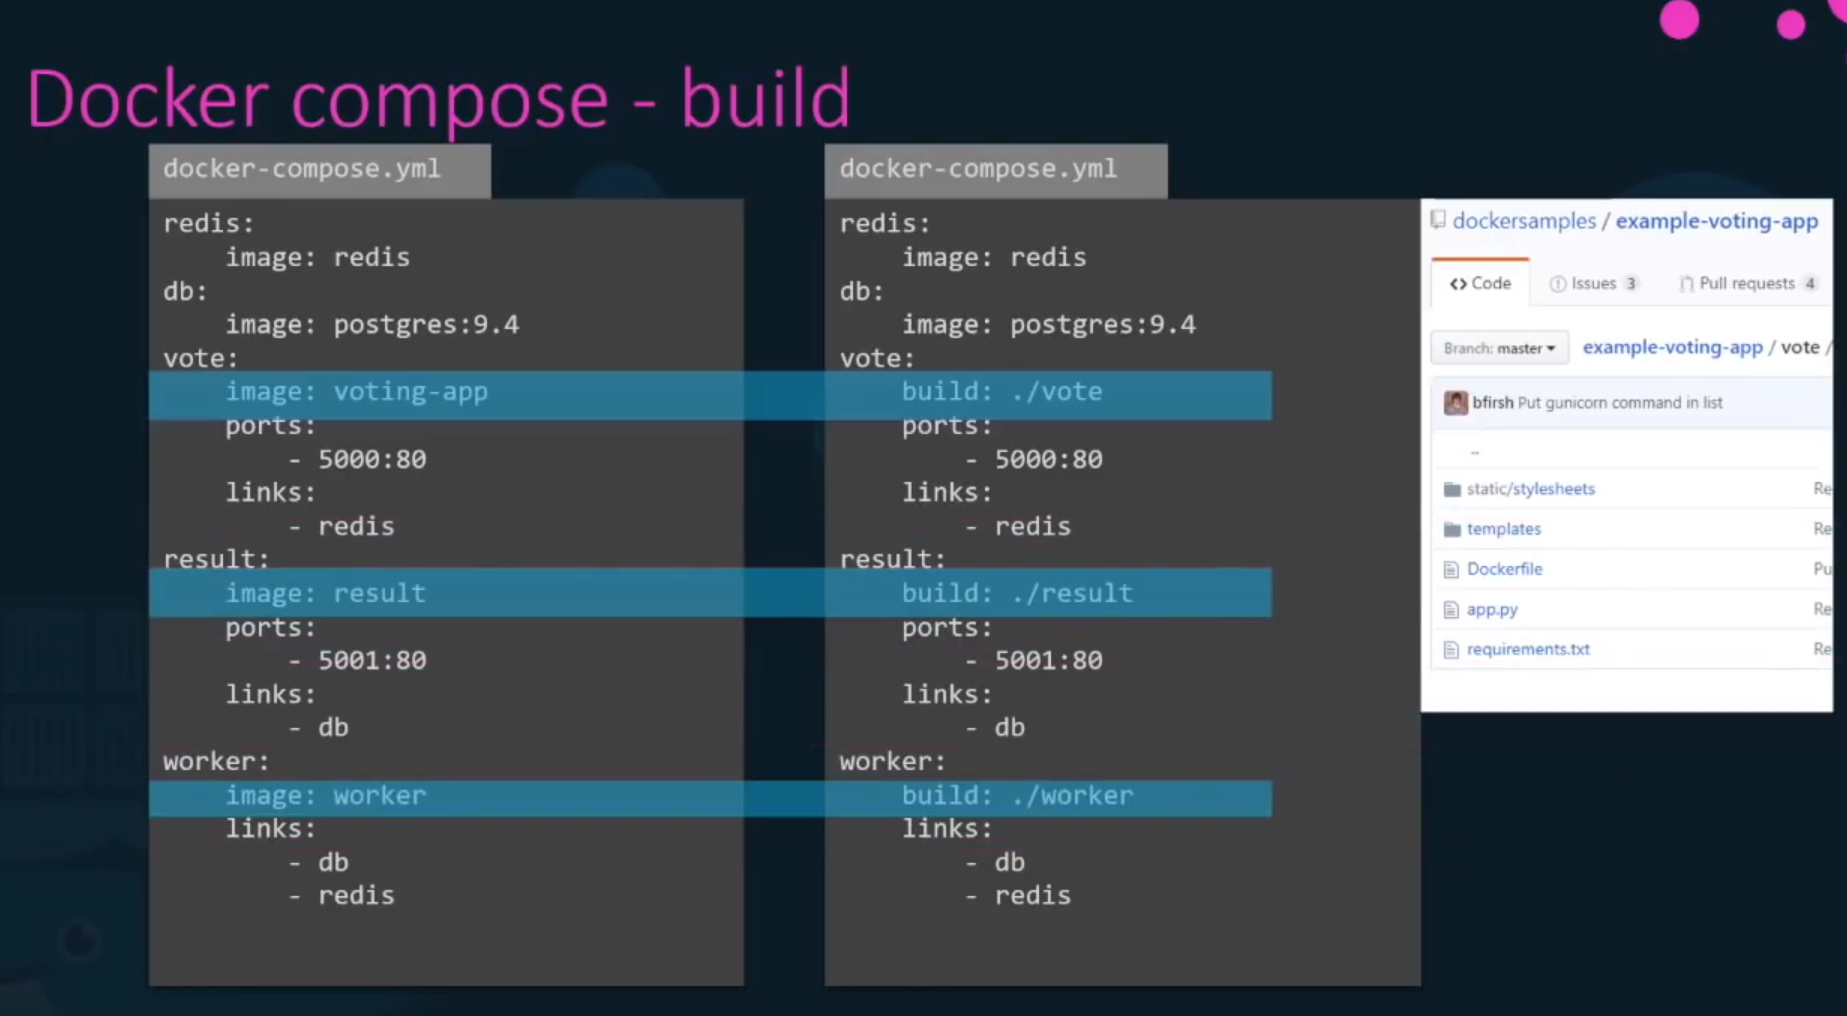 Docker compose - build
docker-compose.yml
redis:
    image: redis
db:
    image: postgres:9.4
vote:
    image: voting-app
    ports:
        - 5000:80
    links:
        - redis
result:
    image: result
    ports:
        - 5001:80
    links:
        - db
worker:
    image: worker
    links:
        - db
        - redis
docker-compose.yml
redis:
    image: redis
db:
    image: postgres:9.4
vote:
    build: ./vote
    ports:
        - 5000:80
    links:
        - redis
result:
    build: ./result
    ports:
        - 5001:80
    links:
        - db
worker:
    build: ./worker
    links:
        - db
        - redis
dockersamples / example-voting-app
<> Code Issues 3 Pull requests 4
Branch: master example-voting-app / vote /
bfirsh Put gunicorn command in list
..
static/stylesheets Re
templates Re
Dockerfile Pu
app.py Re
requirements.txt Re